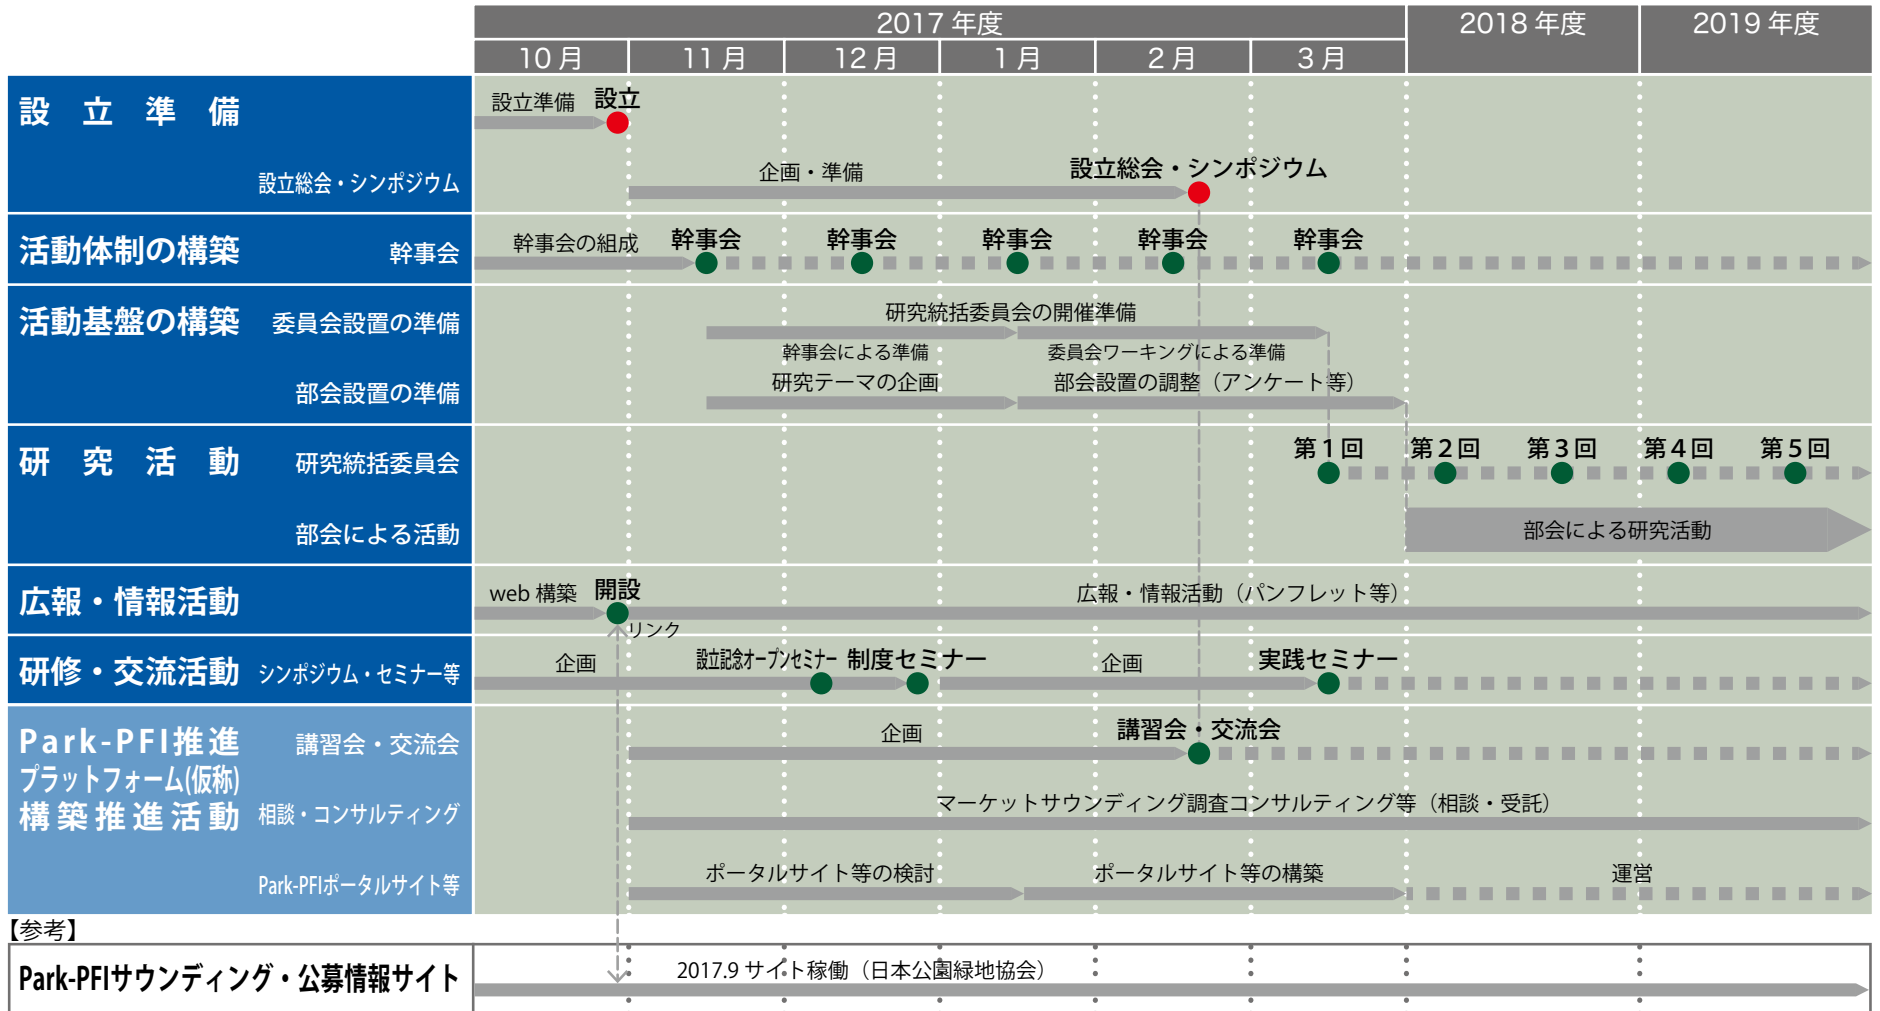 2017 年度
2018 年度
2019 年度
10 月
11 月
12 月
1 月
2 月
3 月
設立準備
設立準備
設立
設立総会・シンポジウム
企画・準備
設立総会・シンポジウム
活動体制の構築
幹事会
幹事会の組成
幹事会
幹事会
幹事会
幹事会
幹事会
活動基盤の構築
委員会設置の準備
研究統括委員会の開催準備
幹事会による準備
委員会ワーキングによる準備
部会設置の準備
研究テーマの企画
部会設置の調整（アンケート等）
研究活動
研究統括委員会
第1回
第2回
第3回
第4回
第5回
部会による活動
部会による研究活動
広報・情報活動
web 構築
開設
広報・情報活動（パンフレット等）
リンク
研修・交流活動
シンポジウム・セミナー等
企画
設立記念オープンセミナー
制度セミナー
企画
実践セミナー
Park-PFI推進
プラットフォーム(仮称)
構築推進活動
講習会・交流会
企画
講習会・交流会
相談・コンサルティング
マーケットサウンディング調査コンサルティング等（相談・受託）
Park-PFIポータルサイト等
ポータルサイト等の検討
ポータルサイト等の構築
運営
【参考】
Park-PFIサウンディング・公募情報サイト
2017.9 サイト稼働（日本公園緑地協会）